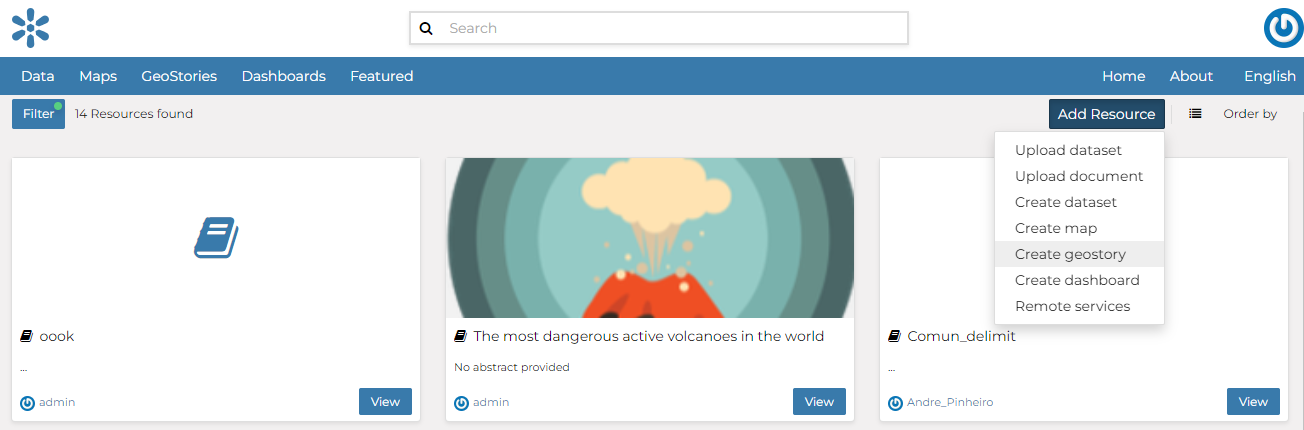 Search
Data Maps GeoStories Dashboards Featured Home About English
Filter 14 Resources found Add Resource Order by
Upload dataset
Upload document
Create dataset
Create map
Create geostory
Create dashboard
Remote services
oook
...
admin View
The most dangerous active volcanoes in the world
No abstract provided
admin View
Comun_delimit
...
Andre_Pinheiro View